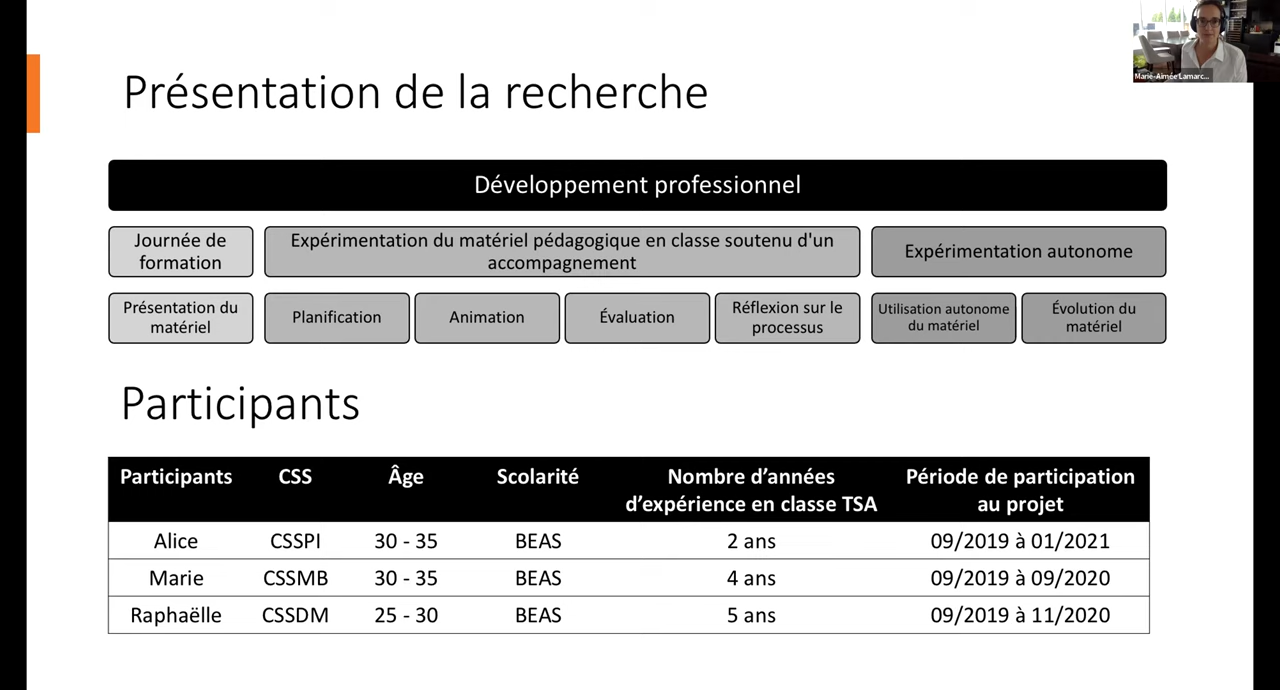 Marie-Aimée Lamarc...
Présentation de la recherche
Développement professionnel
Journée de
formation
Expérimentation du matériel pédagogique en classe soutenu d'un
accompagnement
Expérimentation autonome
Présentation du
matériel
Planification
Animation
Évaluation
Réflexion sur le
processus
Utilisation autonome
du matériel
Évolution du
matériel
Participants
Participants CSS Âge Scolarité Nombre d’années d’expérience en classe TSA Période de participation au projet
Alice CSSPI 30 - 35 BEAS 2 ans 09/2019 à 01/2021
Marie CSSMB 30 - 35 BEAS 4 ans 09/2019 à 09/2020
Raphaëlle CSSDM 25 - 30 BEAS 5 ans 09/2019 à 11/2020